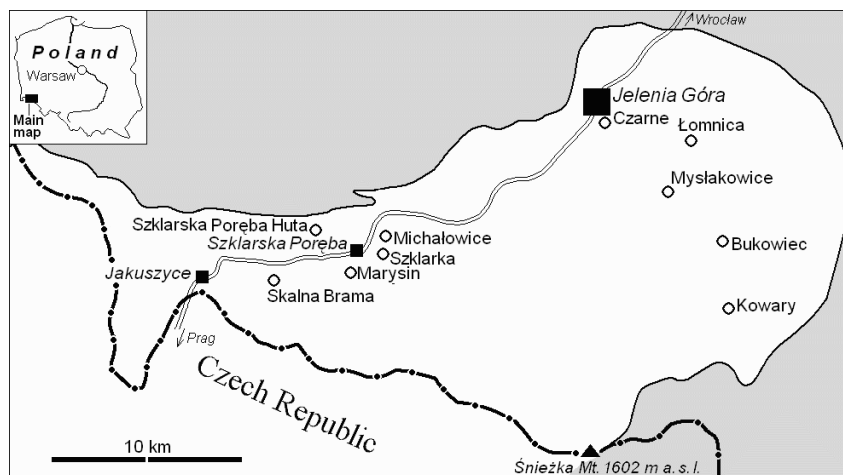 Wrocław
Poland
Warsaw
Main
map
Jelenia Góra
Czarne
Łomnica
Mysłakowice
Szklarska Poręba Huta
Szklarska Poręba
Michałowice
Szklarka
Bukowiec
Jakuszyce
Marysin
Skalna Brama
Kowary
Prag
Czech Republic
10 km
Śnieżka Mt. 1602 m a. s. l.